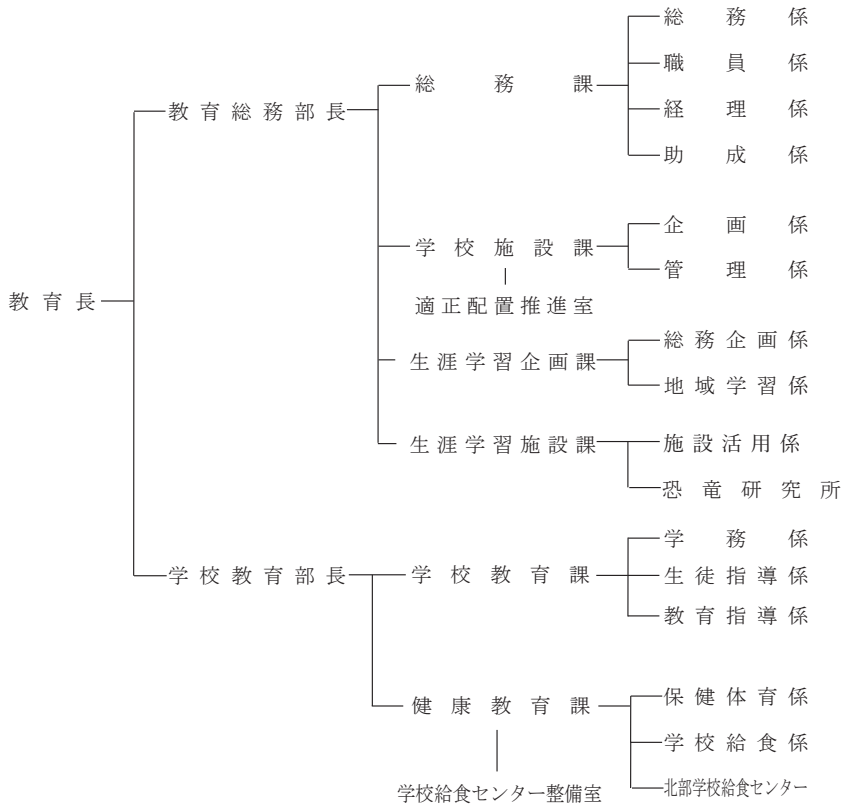 総務係
職員係
教育総務部長
総務課
経理係
助成係
企画係
学校施設課
管理係
教育長
適正配置推進室
総務企画係
生涯学習企画課
地域学習係
生涯学習施設課
施設活用係
恐竜研究所
学務係
学校教育部長
学校教育課
生徒指導係
教育指導係
保健体育係
健康教育課
学校給食係
学校給食センター整備室
北部学校給食センター